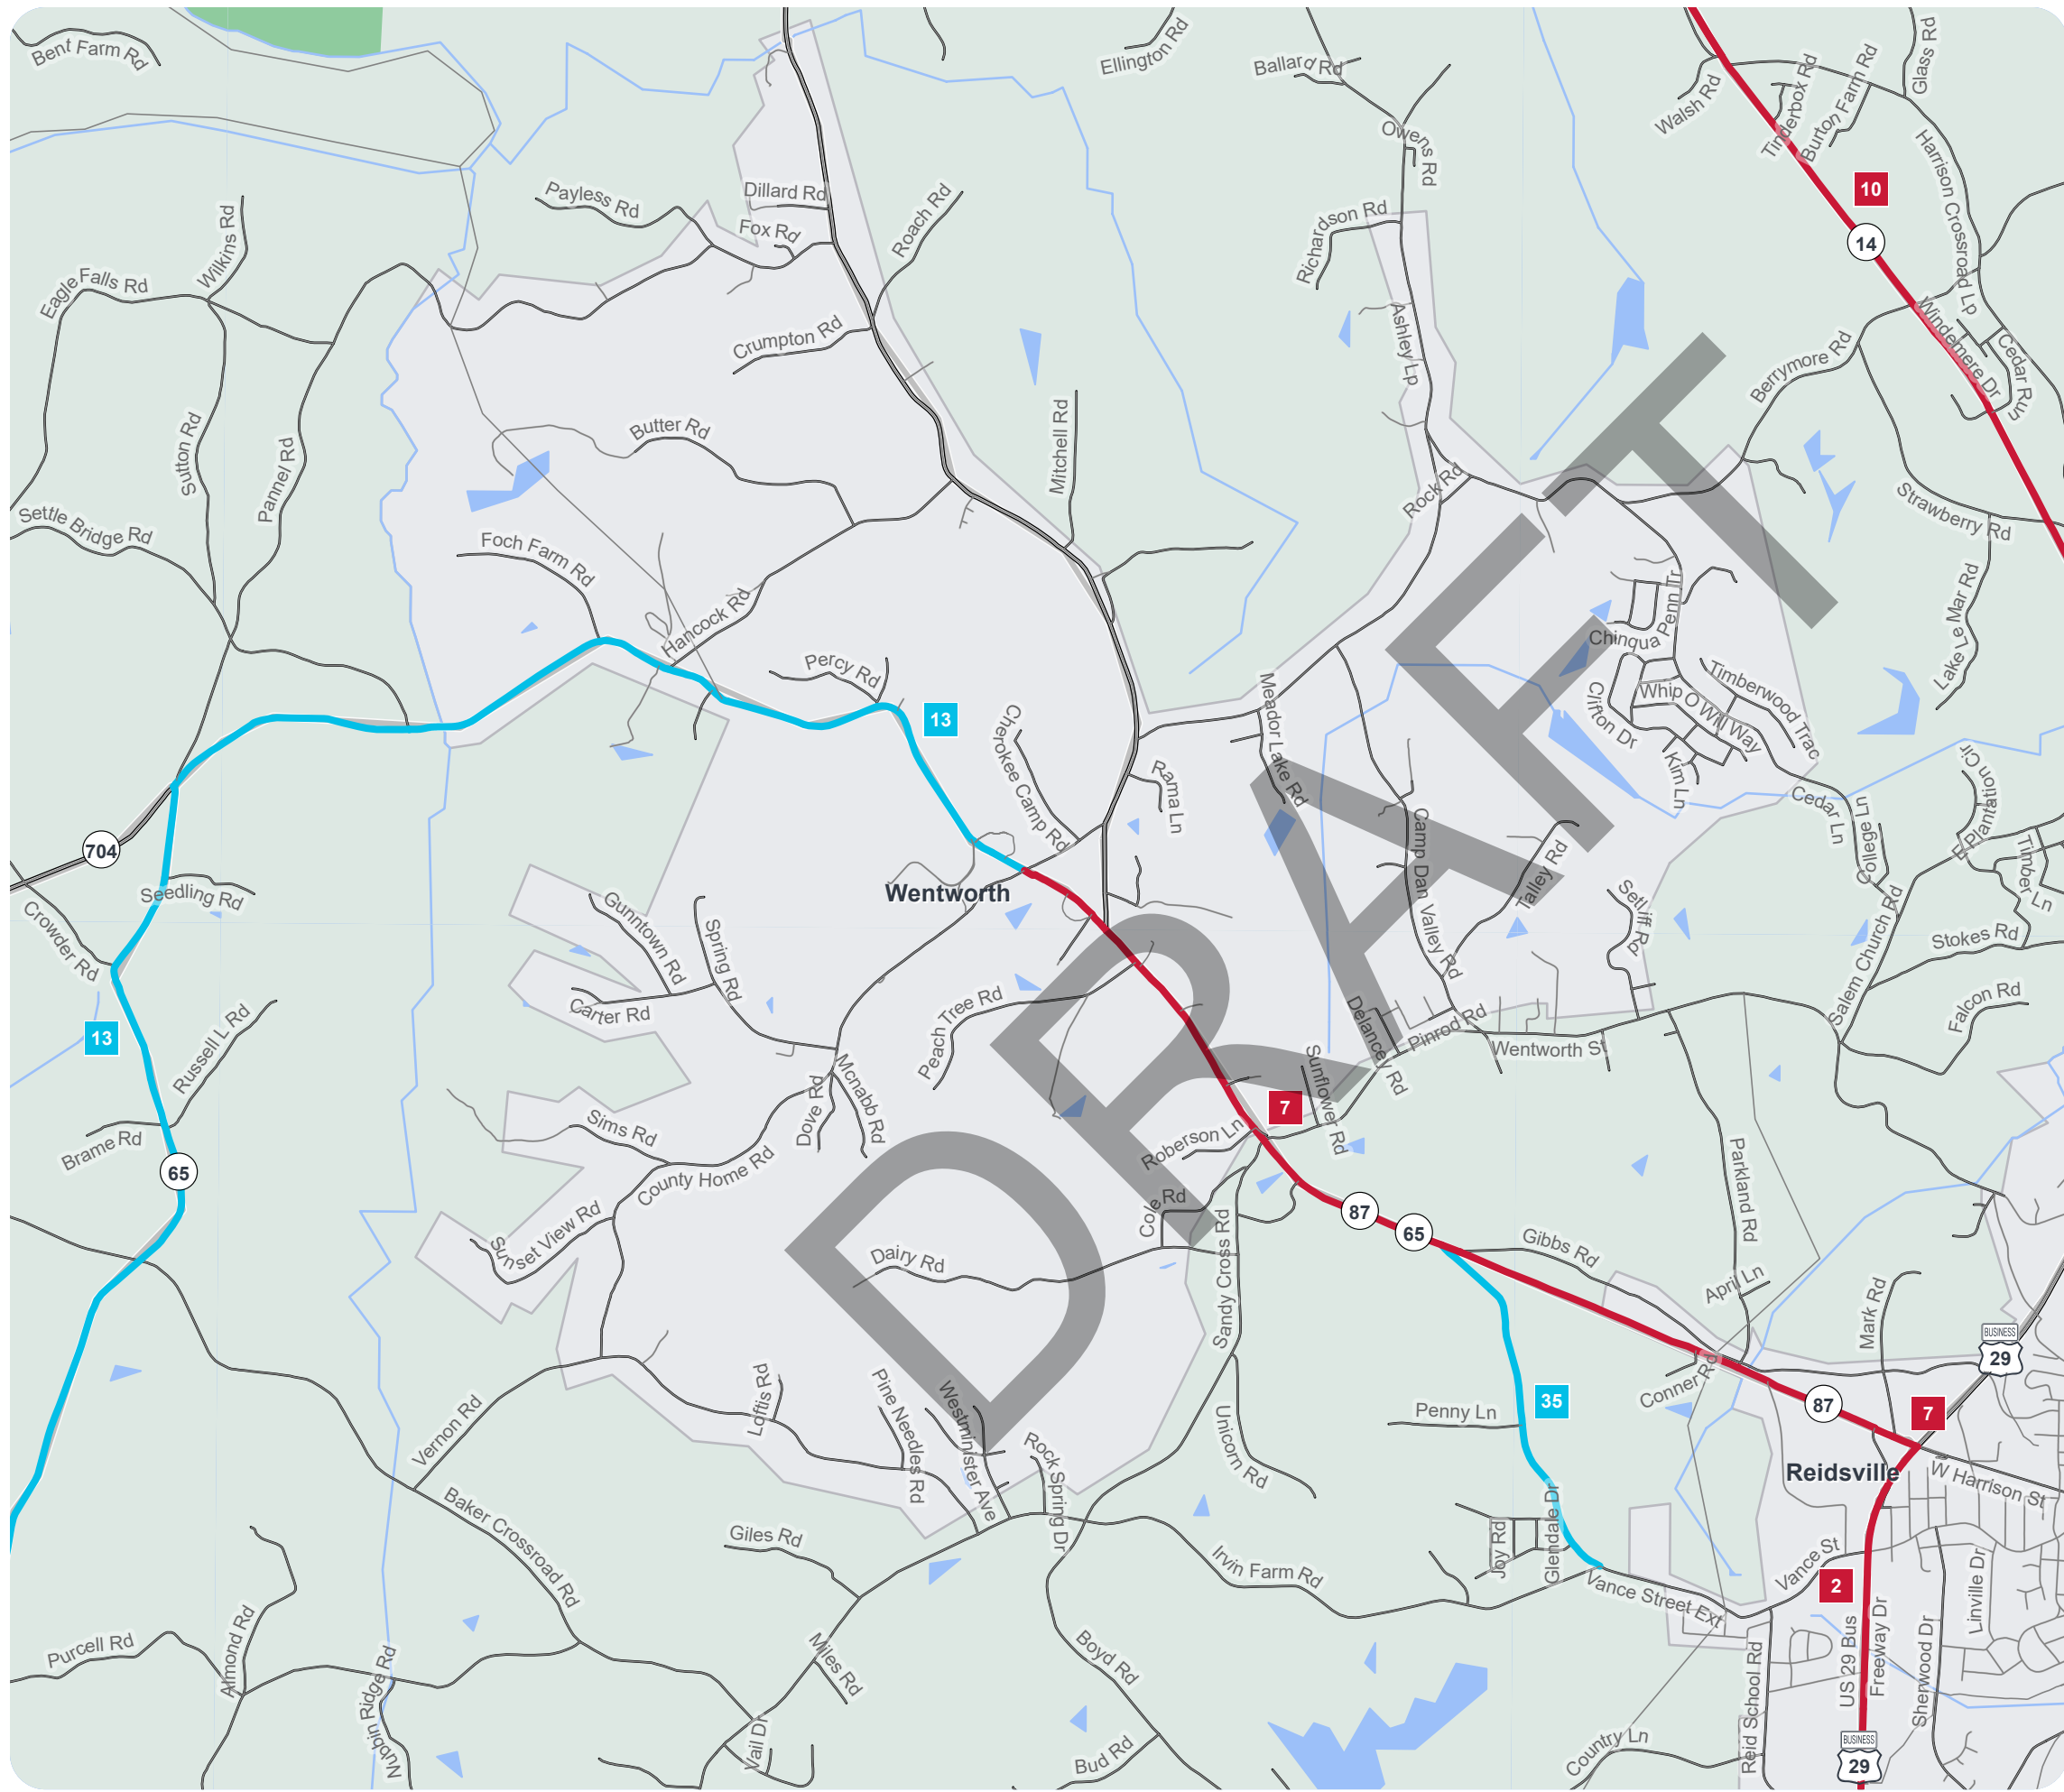 Bent Farm Rd
Ellington Rd
Ballard Rd
Glass Rd
Walsh Rd
Tinderbox Rd
Burton Farm Rd
Owens Rd
Harrison Crossroad Lp
10
14
Payless Rd
Dillard Rd
Fox Rd
Roach Rd
Richardson Rd
Wilkins Rd
Eagle Falls Rd
Crumpton Rd
Ashley Lp
Windemere Dr
Cedar Run
Berrymore Rd
Butter Rd
Mitchell Rd
Sutton Rd
Pannel Rd
Settle Bridge Rd
Rock Rd
Strawberry Rd
Foch Farm Rd
Hancock Rd
Percy Rd
Penn Tr
Chinqua
Lake Le Mar Rd
Timberwood Trac
Whip O Will Way
Clifton Dr
Kim Ln
Meador Lake Rd
13
Cherokee Camp Rd
Rama Ln
Cedar Ln
College Ln
E Plantation Cir
Timber Ln
704
Seedling Rd
Crowder Rd
Wentworth
Gunntown Rd
Spring Rd
Carter Rd
Camp Dan Valley Rd
Talley Rd
Setliff Rd
Salem Church Rd
Stokes Rd
Falcon Rd
13
Russell L Rd
Brame Rd
65
Peach Tree Rd
Delancey Rd
Pinrod Rd
Wentworth St
Sunflower Rd
7
Roberson Ln
Mcnabb Rd
Dove Rd
Sims Rd
County Home Rd
Sunset View Rd
Cole Rd
Dairy Rd
Sandy Cross Rd
87
65
Gibbs Rd
Parkland Rd
April Ln
Mark Rd
BUSINESS
29
Conner Rd
87
7
35
Penny Ln
Unicorn Rd
Vernon Rd
Loftis Rd
Pine Needles Rd
Westminister Ave
Rock Spring Dr
Reidsville
W Harrison St
Baker Crossroad Rd
Giles Rd
Irvin Farm Rd
Joy Rd
Glendale Dr
Vance Street Ext
Vance St
2
Linville Dr
US 29 Bus
Freeway Dr
Sherwood Dr
Reid School Rd
Country Ln
Purcell Rd
Almond Rd
Nubbin Ridge Rd
Miles Rd
Vail Dr
Boyd Rd
Bud Rd
BUSINESS
29
DRAFT